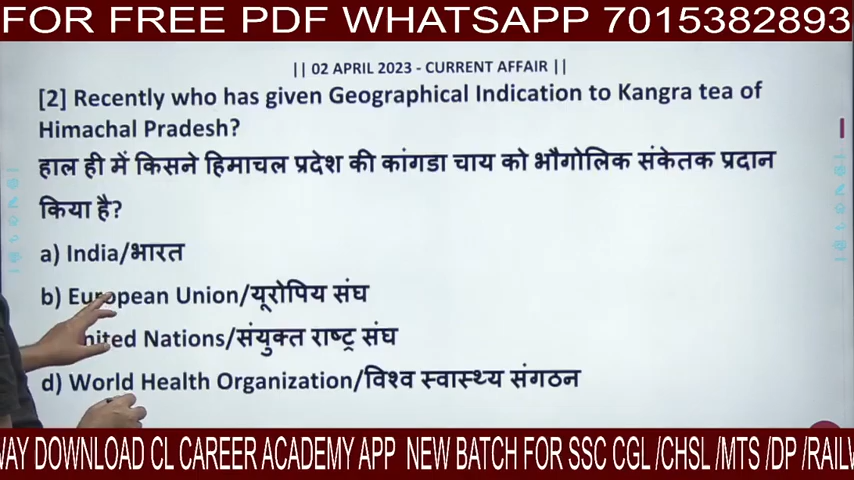 FOR FREE PDF WHATSAPP 7015382893
|| 02 APRIL 2023 - CURRENT AFFAIR ||
[2] Recently who has given Geographical Indication to Kangra tea of
Himachal Pradesh?
हाल ही में किसने हिमाचल प्रदेश की कांगडा चाय को भौगोलिक संकेतक प्रदान
किया है?
a) India/भारत
b) European Union/यूरोपिय संघ
nited Nations/संयुक्त राष्ट्र संघ
d) World Health Organization/विश्व स्वास्थ्य संगठन
WAY DOWNLOAD CL CAREER ACADEMY APP NEW BATCH FOR SSC CGL /CHSL /MTS /DP /RAILW